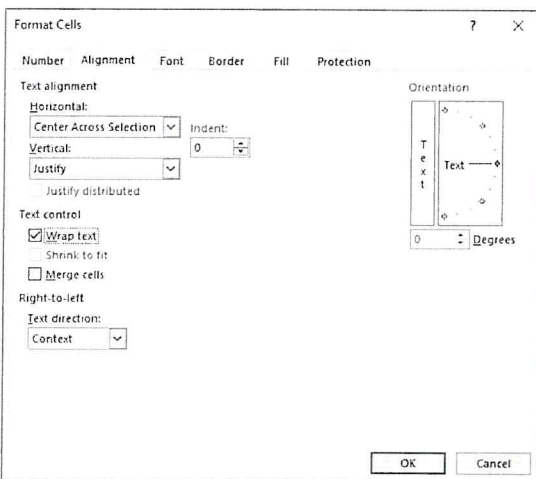 Format Cells
?
Number Alignment Font Border Fill Protection
Text alignment
Horizontal:
Center Across Selection
Indent:
0
Vertical:
Justify
Justify distributed
Text control
Wrap text
Shrink to fit
Merge cells
Right-to-left
Text direction:
Context
Orientation
Text
Text
0 Degrees
OK Cancel